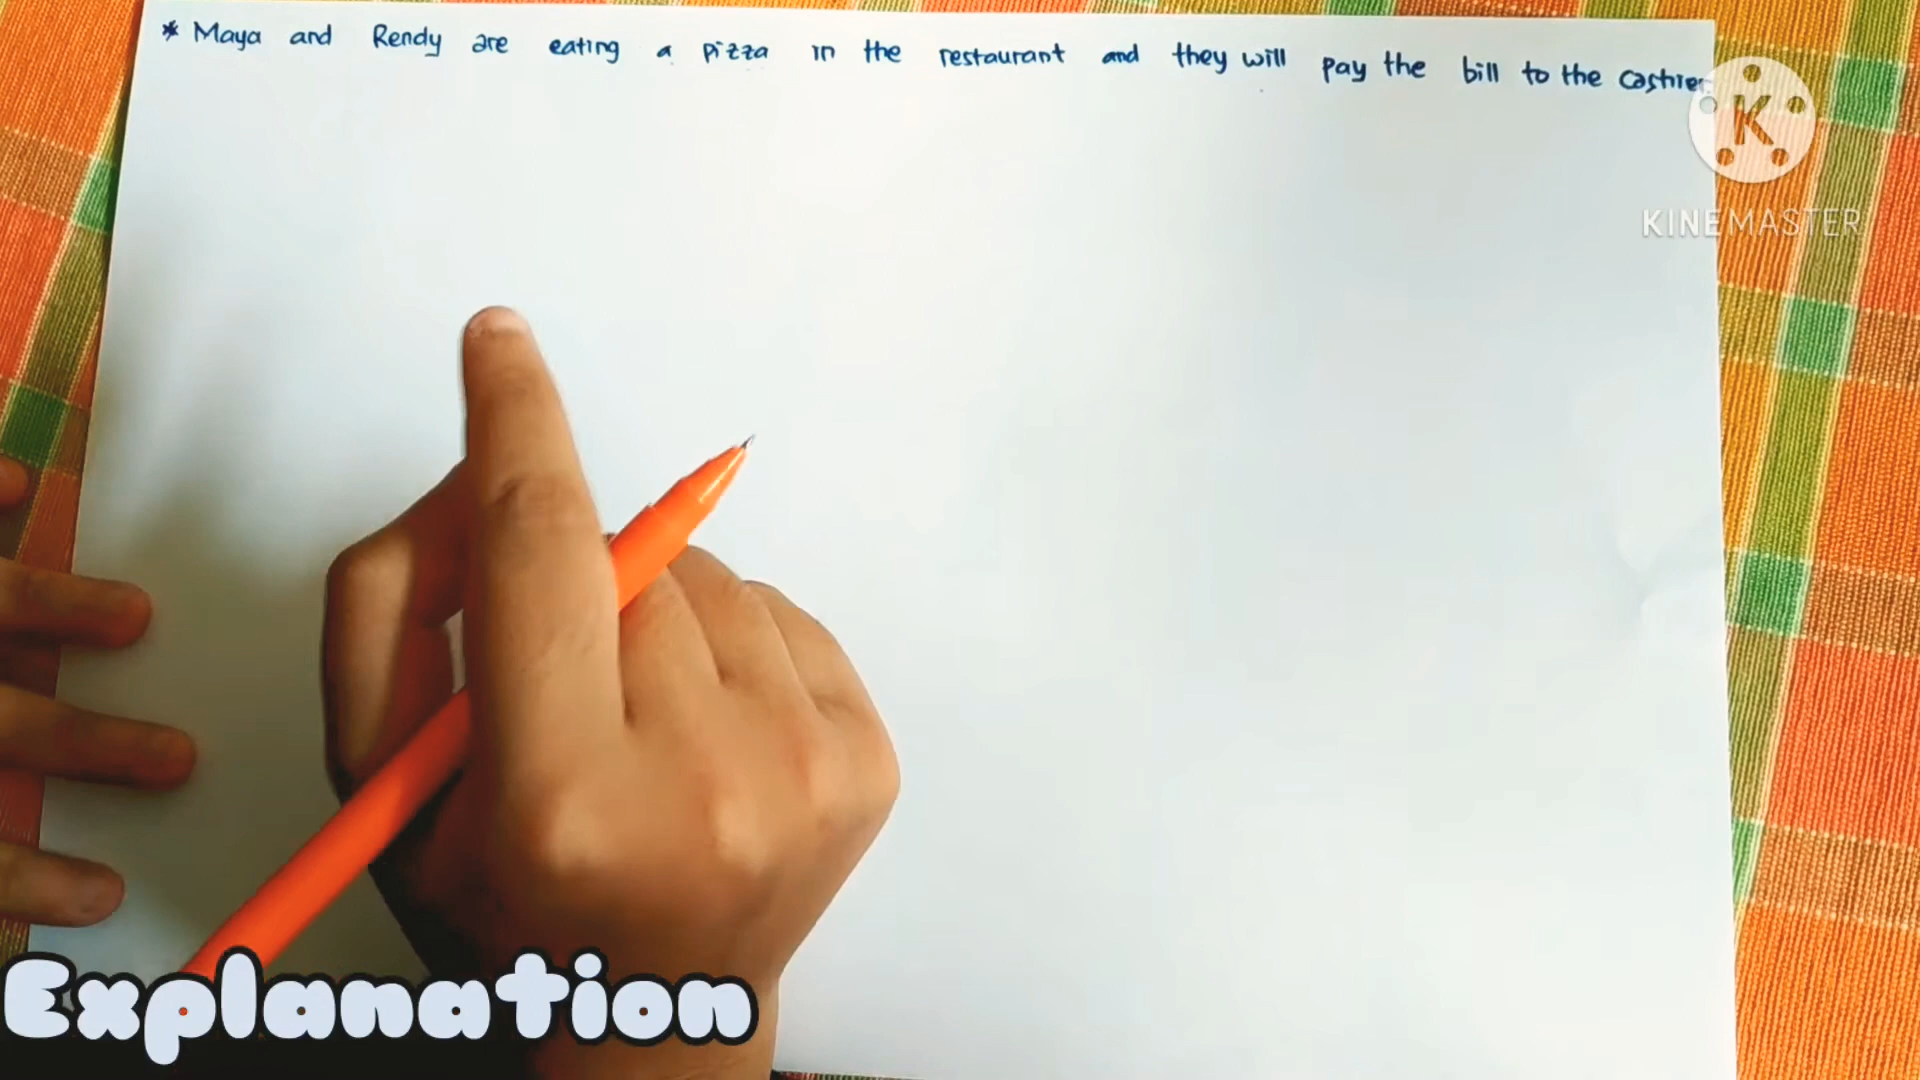 * Maya and Rendy are eating a pizza in the restaurant and they will pay the bill to the cashier
K
KINEMASTER
Explanation